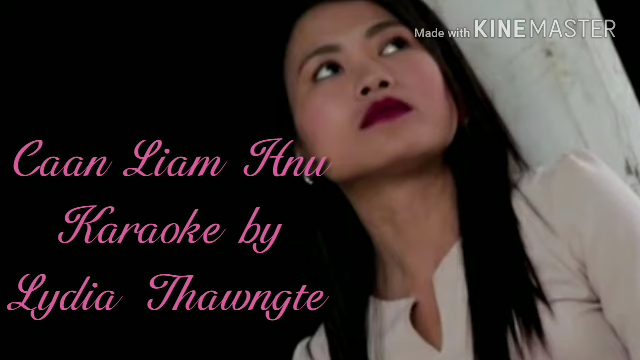 Made with KINEMASTER
Caan Liam Hnu
Karaoke by
Lydia Thawngte